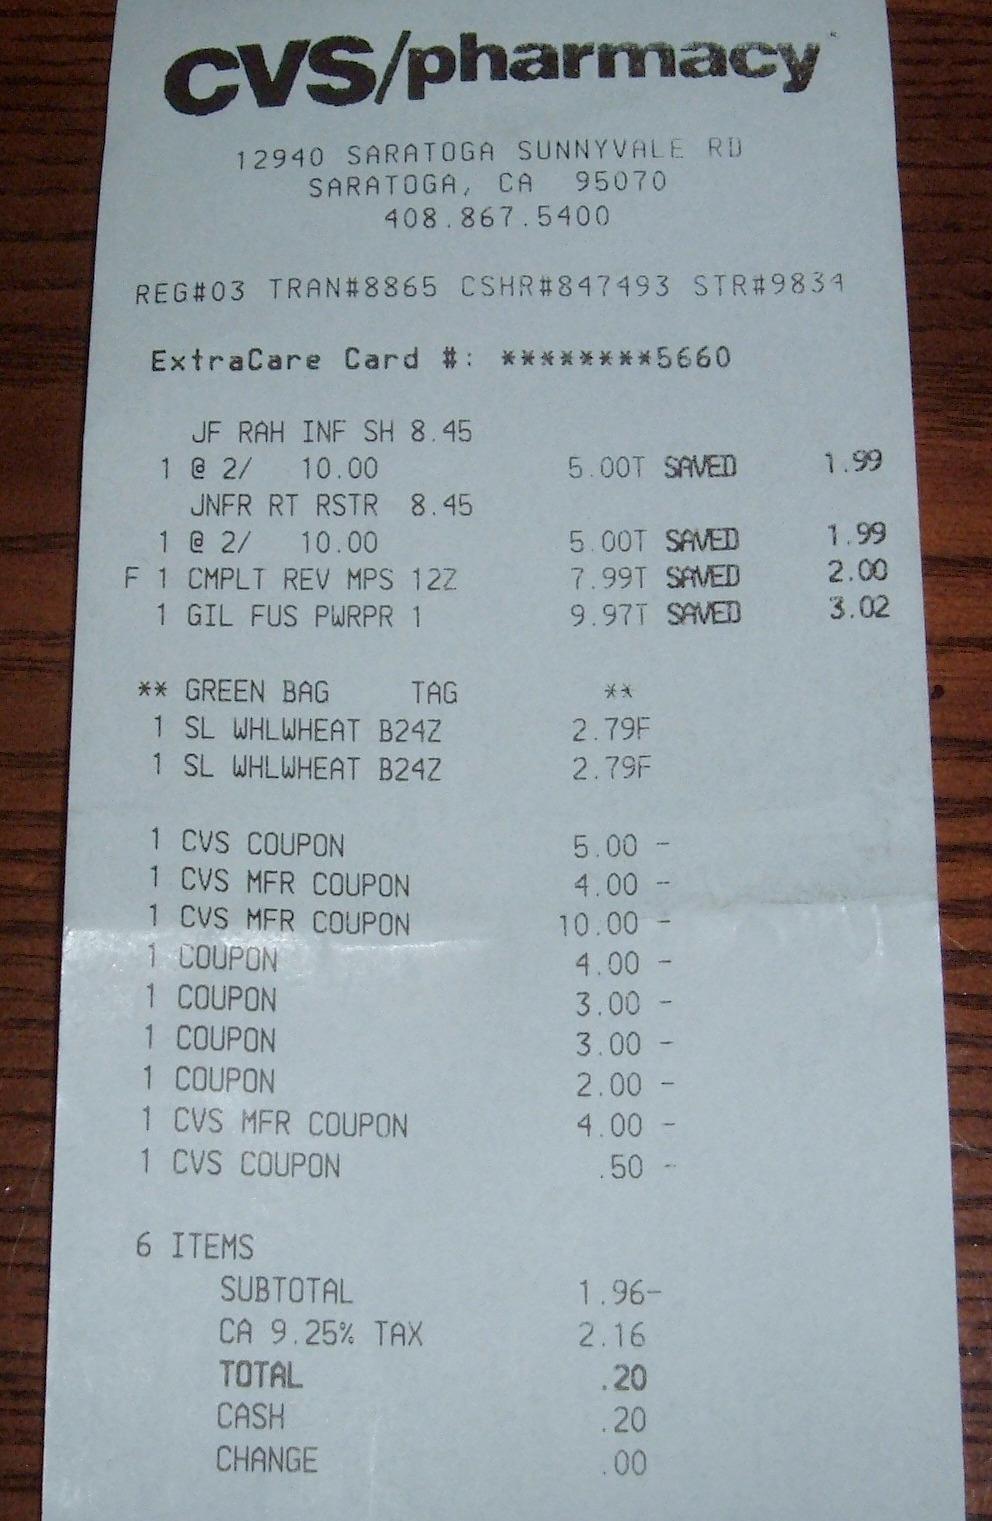 CVS/pharmacy
12940 SARATOGA SUNNYVALE RD
SARATOGA, CA 95070
408.867.5400
REG#03 TRAN#8865 CSHR#847493 STR#9834
ExtraCare Card #: ********5660
JF RAH INF SH 8.45
1 @ 2/ 10.00 5.00T SAVED 1.99
JNFR RT RSTR 8.45
1 @ 2/ 10.00 5.00T SAVED 1.99
F 1 CMPLT REV MPS 12Z 7.99T SAVED 2.00
1 GIL FUS PWRPR 1 9.97T SAVED 3.02
** GREEN BAG TAG **
1 SL WHLWHEAT B24Z 2.79F
1 SL WHLWHEAT B24Z 2.79F
1 CVS COUPON 5.00 -
1 CVS MFR COUPON 4.00 -
1 CVS MFR COUPON 10.00 -
1 COUPON 4.00 -
1 COUPON 3.00 -
1 COUPON 3.00 -
1 COUPON 2.00 -
1 CVS MFR COUPON 4.00 -
1 CVS COUPON .50 -
6 ITEMS
SUBTOTAL 1.96-
CA 9.25% TAX 2.16
TOTAL .20
CASH .20
CHANGE .00